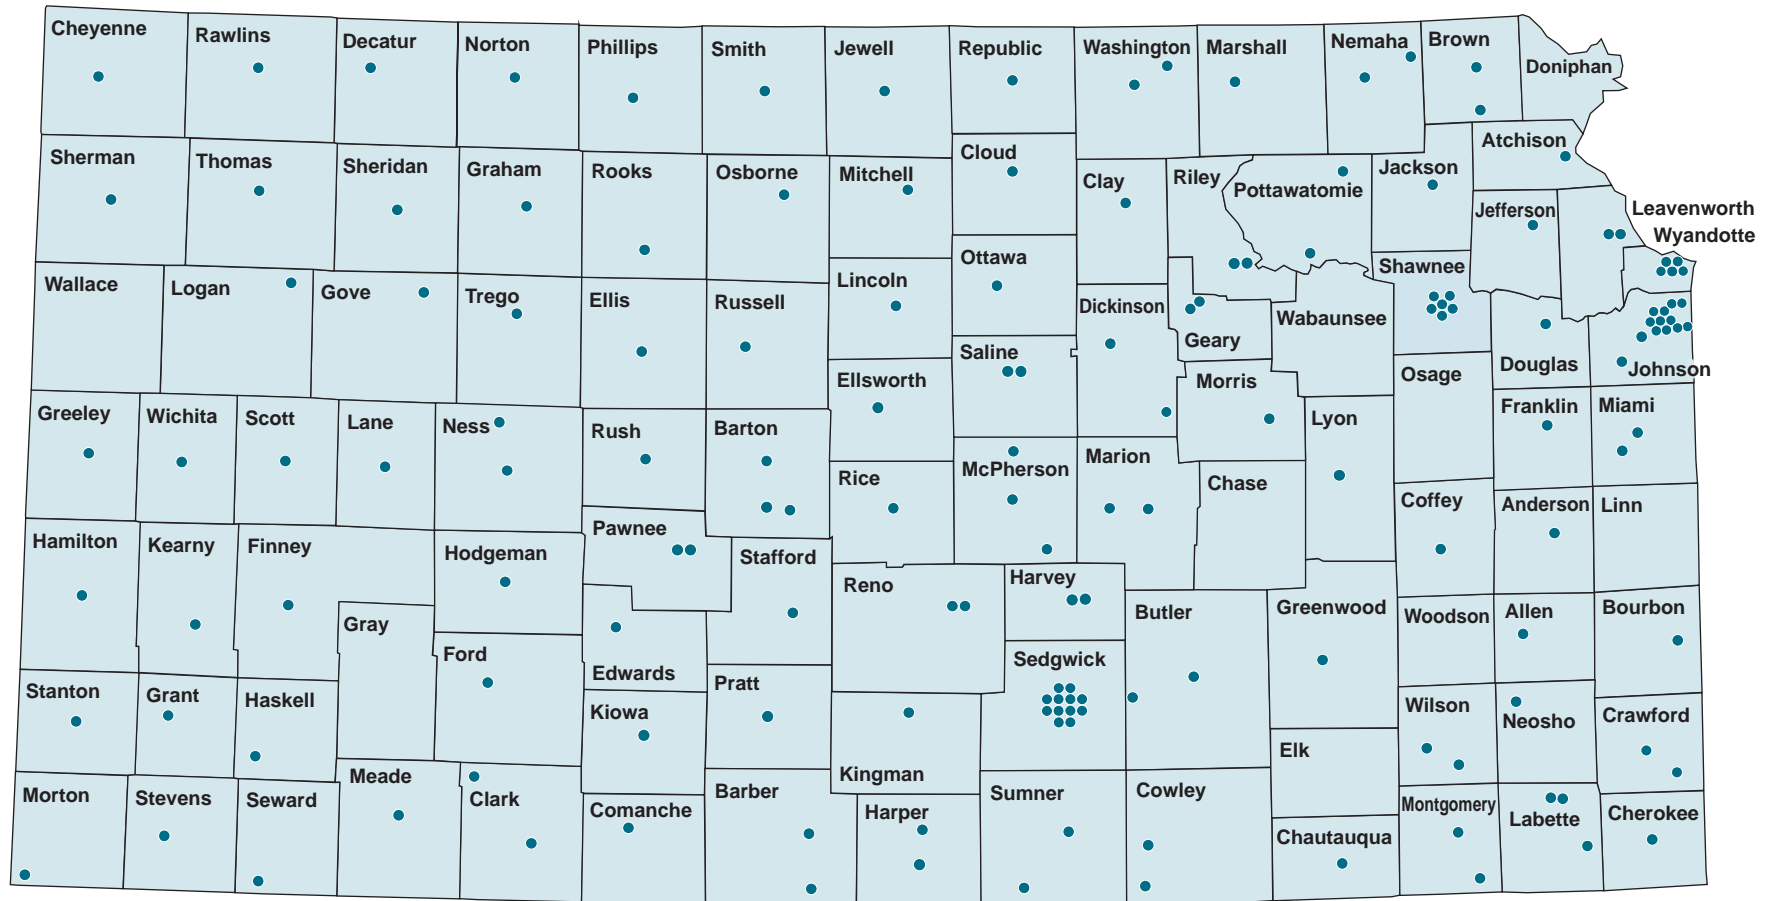 Cheyenne
Rawlins
Decatur
Norton
Phillips
Smith
Jewell
Republic
Washington
Marshall
Nemaha
Brown
Doniphan
Sherman
Thomas
Sheridan
Graham
Rooks
Osborne
Mitchell
Cloud
Clay
Riley
Pottawatomie
Jackson
Atchison
Jefferson
Leavenworth
Wyandotte
Wallace
Logan
Gove
Trego
Ellis
Russell
Lincoln
Ottawa
Dickinson
Geary
Wabaunsee
Shawnee
Douglas
Johnson
Saline
Ellsworth
Morris
Osage
Greeley
Wichita
Scott
Lane
Ness
Rush
Barton
Rice
McPherson
Marion
Chase
Lyon
Franklin
Miami
Coffey
Anderson
Linn
Hamilton
Kearny
Finney
Hodgeman
Pawnee
Stafford
Reno
Harvey
Butler
Greenwood
Woodson
Allen
Bourbon
Gray
Ford
Edwards
Sedgwick
Stanton
Grant
Haskell
Kiowa
Pratt
Kingman
Elk
Wilson
Neosho
Crawford
Morton
Stevens
Seward
Meade
Clark
Comanche
Barber
Harper
Sumner
Cowley
Chautauqua
Montgomery
Labette
Cherokee